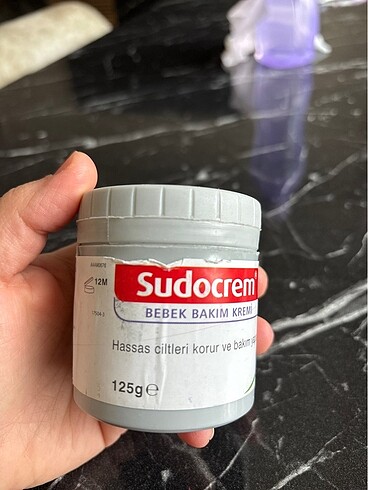 12M
Sudocrem
BEBEK BAKIM KREMİ
Hassas ciltleri korur ve bakım
125g ℮